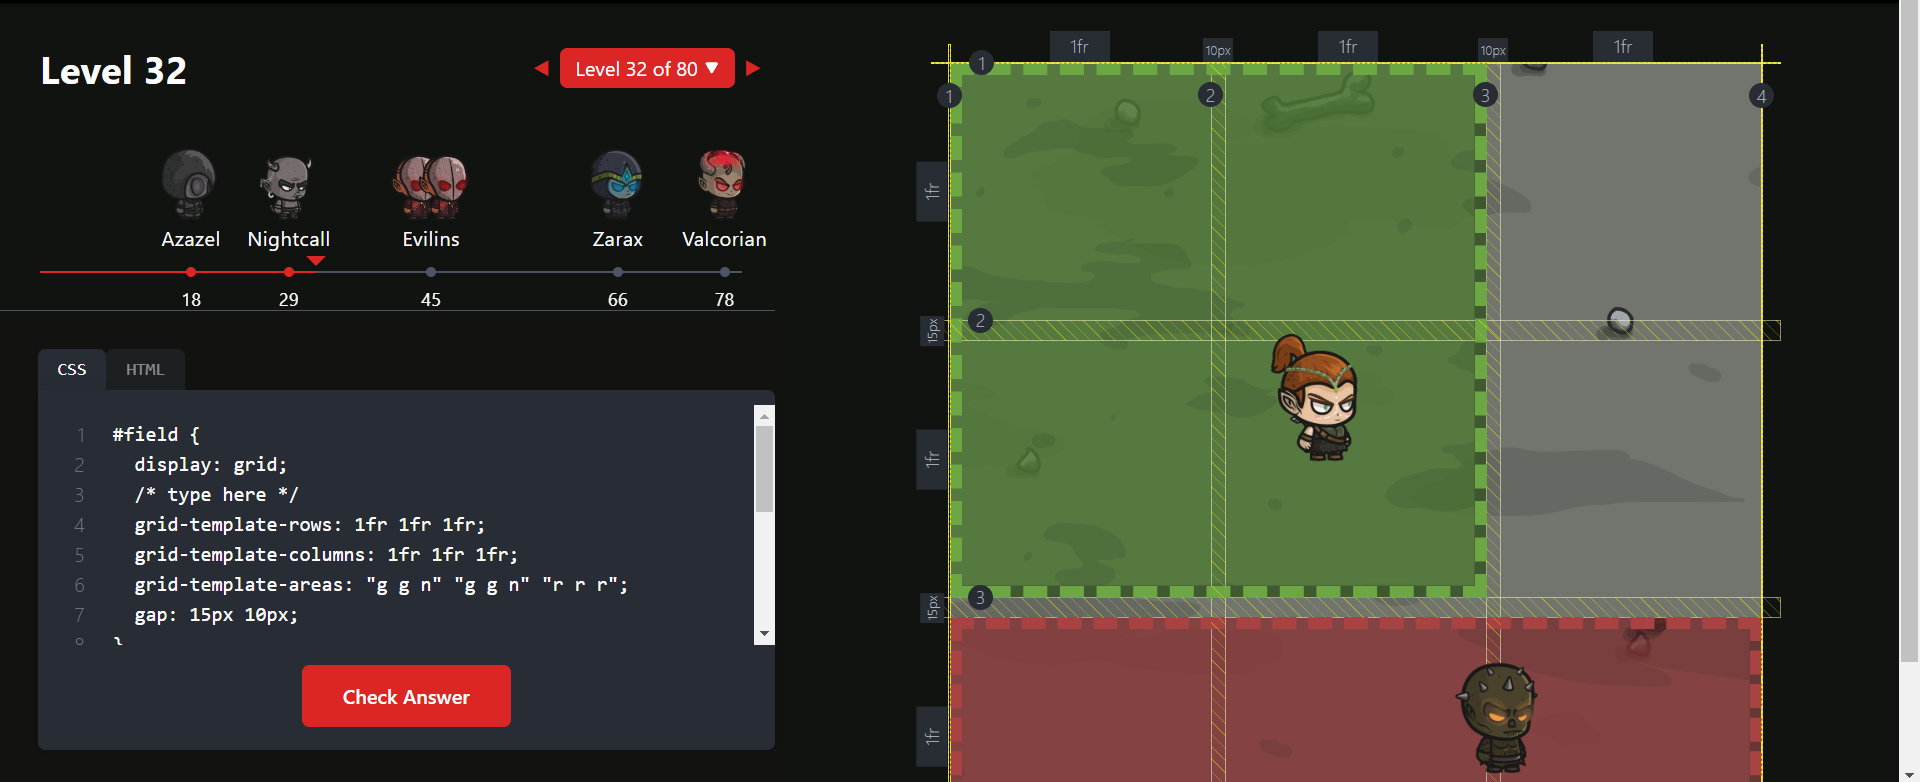 Level 32
Level 32 of 80 ▼
Azazel Nightcall Evilins Zarax Valcorian
18 29 45 66 78
CSS HTML
1 #field {
2 display: grid;
3 /* type here */
4 grid-template-rows: 1fr 1fr 1fr;
5 grid-template-columns: 1fr 1fr 1fr;
6 grid-template-areas: "g g n" "g g n" "r r r";
7 gap: 15px 10px;
8 }
Check Answer
1fr 10px 1fr 10px 1fr
1
1 2 3 4
1fr
15px 2
1fr
15px 3
1fr